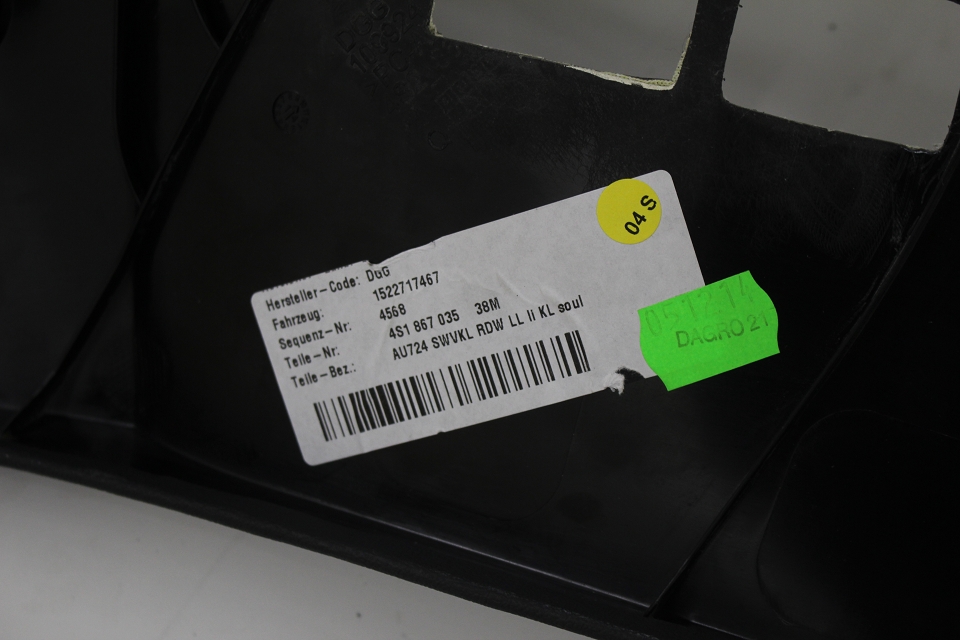 04 S
Hersteller-Code: DGG
Fahrzeug: 1522717467
Sequenz-Nr: 4568
Teile-Nr: 4S1 867 035 38M
Teile-Bez.: AU724 SWVKL RDW LL II KL soul
051214
DAGRO 21